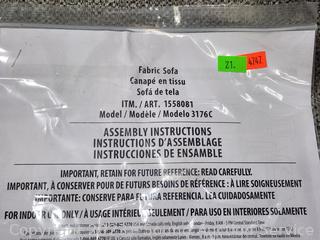 21. 4747
Fabric Sofa
Canapé en tissu
Sofá de tela
ITM. / ART. 1558081
Model / Modèle / Modelo 3176C
ASSEMBLY INSTRUCTIONS
INSTRUCTIONS D'ASSEMBLAGE
INSTRUCCIONES DE ENSAMBLE
IMPORTANT, RETAIN FOR FUTURE REFERENCE: READ CAREFULLY.
IMPORTANT, À CONSERVER POUR DE FUTURS BESOINS DE RÉFÉRENCE: À LIRE SOIGNEUSEMENT
IMPORTANTE, CONSERVE PARA FUTURA REFERENCIA. LEA CUIDADOSAMENTE
FOR INDOOR USE ONLY / À USAGE INTÉRIEUR SEULEMENT / PARA USO EN INTERIORES SOLAMENTE